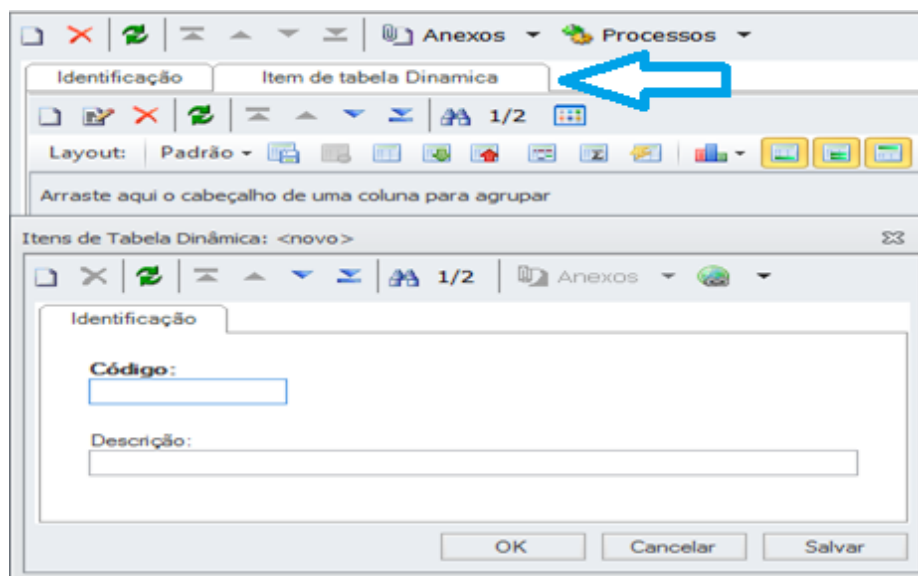 Anexos Processos
Identificação Item de tabela Dinamica
1/2
Layout: Padrão
Arraste aqui o cabeçalho de uma coluna para agrupar
Itens de Tabela Dinâmica: <novo>
1/2 Anexos
Identificação
Código:
Descrição:
OK Cancelar Salvar